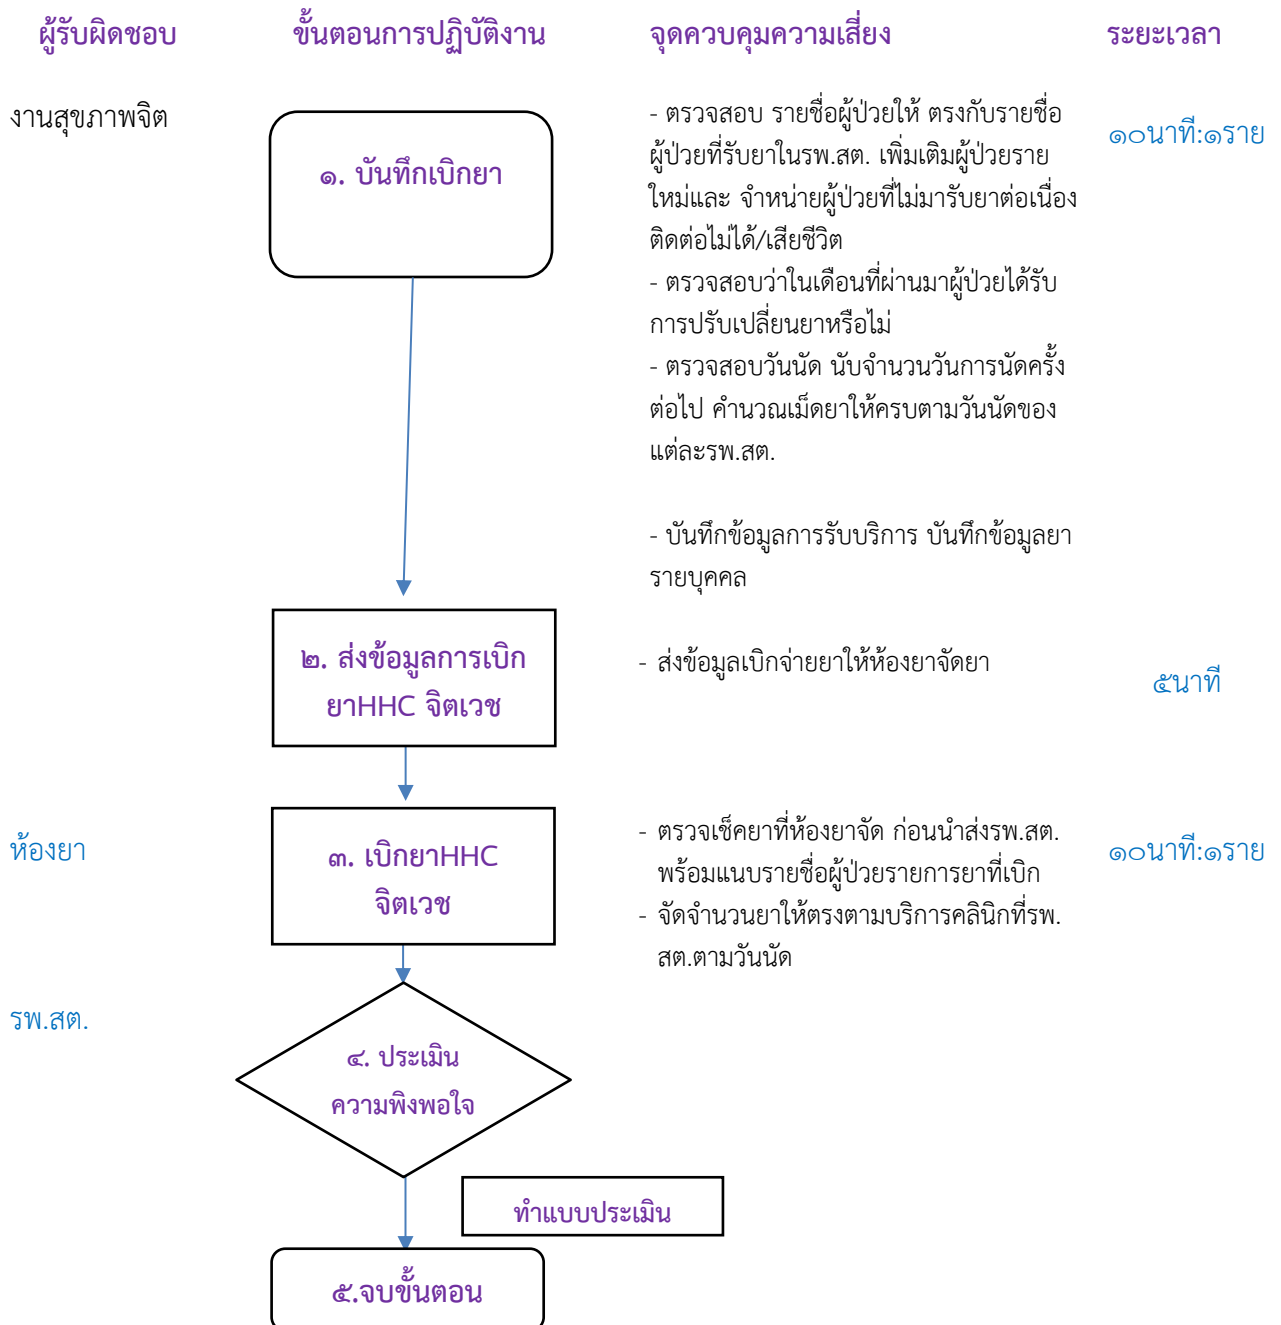 ผู้รับผิดชอบ ขั้นตอนการปฏิบัติงาน จุดควบคุมความเสี่ยง ระยะเวลา
งานสุขภาพจิต
๑. บันทึกเบิกยา
- ตรวจสอบ รายชื่อผู้ป่วยให้ ตรงกับรายชื่อ
ผู้ป่วยที่รับยาในรพ.สต. เพิ่มเติมผู้ป่วยราย
ใหม่และ จำหน่ายผู้ป่วยที่ไม่มารับยาต่อเนื่อง
ติดต่อไม่ได้/เสียชีวิต
- ตรวจสอบว่าในเดือนที่ผ่านมาผู้ป่วยได้รับ
การปรับเปลี่ยนยาหรือไม่
- ตรวจสอบวันนัด นับจำนวนวันการนัดครั้ง
ต่อไป คำนวณเม็ดยาให้ครบตามวันนัดของ
แต่ละรพ.สต.
- บันทึกข้อมูลการรับบริการ บันทึกข้อมูลยา
รายบุคคล
๑๐นาที:๑ราย
๒. ส่งข้อมูลการเบิก
ยาHHC จิตเวช
- ส่งข้อมูลเบิกจ่ายยาให้ห้องยาจัดยา
๕นาที
ห้องยา
๓. เบิกยาHHC
จิตเวช
- ตรวจเช็คยาที่ห้องยาจัด ก่อนนำส่งรพ.สต.
พร้อมแนบรายชื่อผู้ป่วยรายการยาที่เบิก
- จัดจำนวนยาให้ตรงตามบริการคลินิกที่รพ.
สต.ตามวันนัด
๑๐นาที:๑ราย
รพ.สต.
๔. ประเมิน
ความพิงพอใจ
ทำแบบประเมิน
๕.จบขั้นตอน